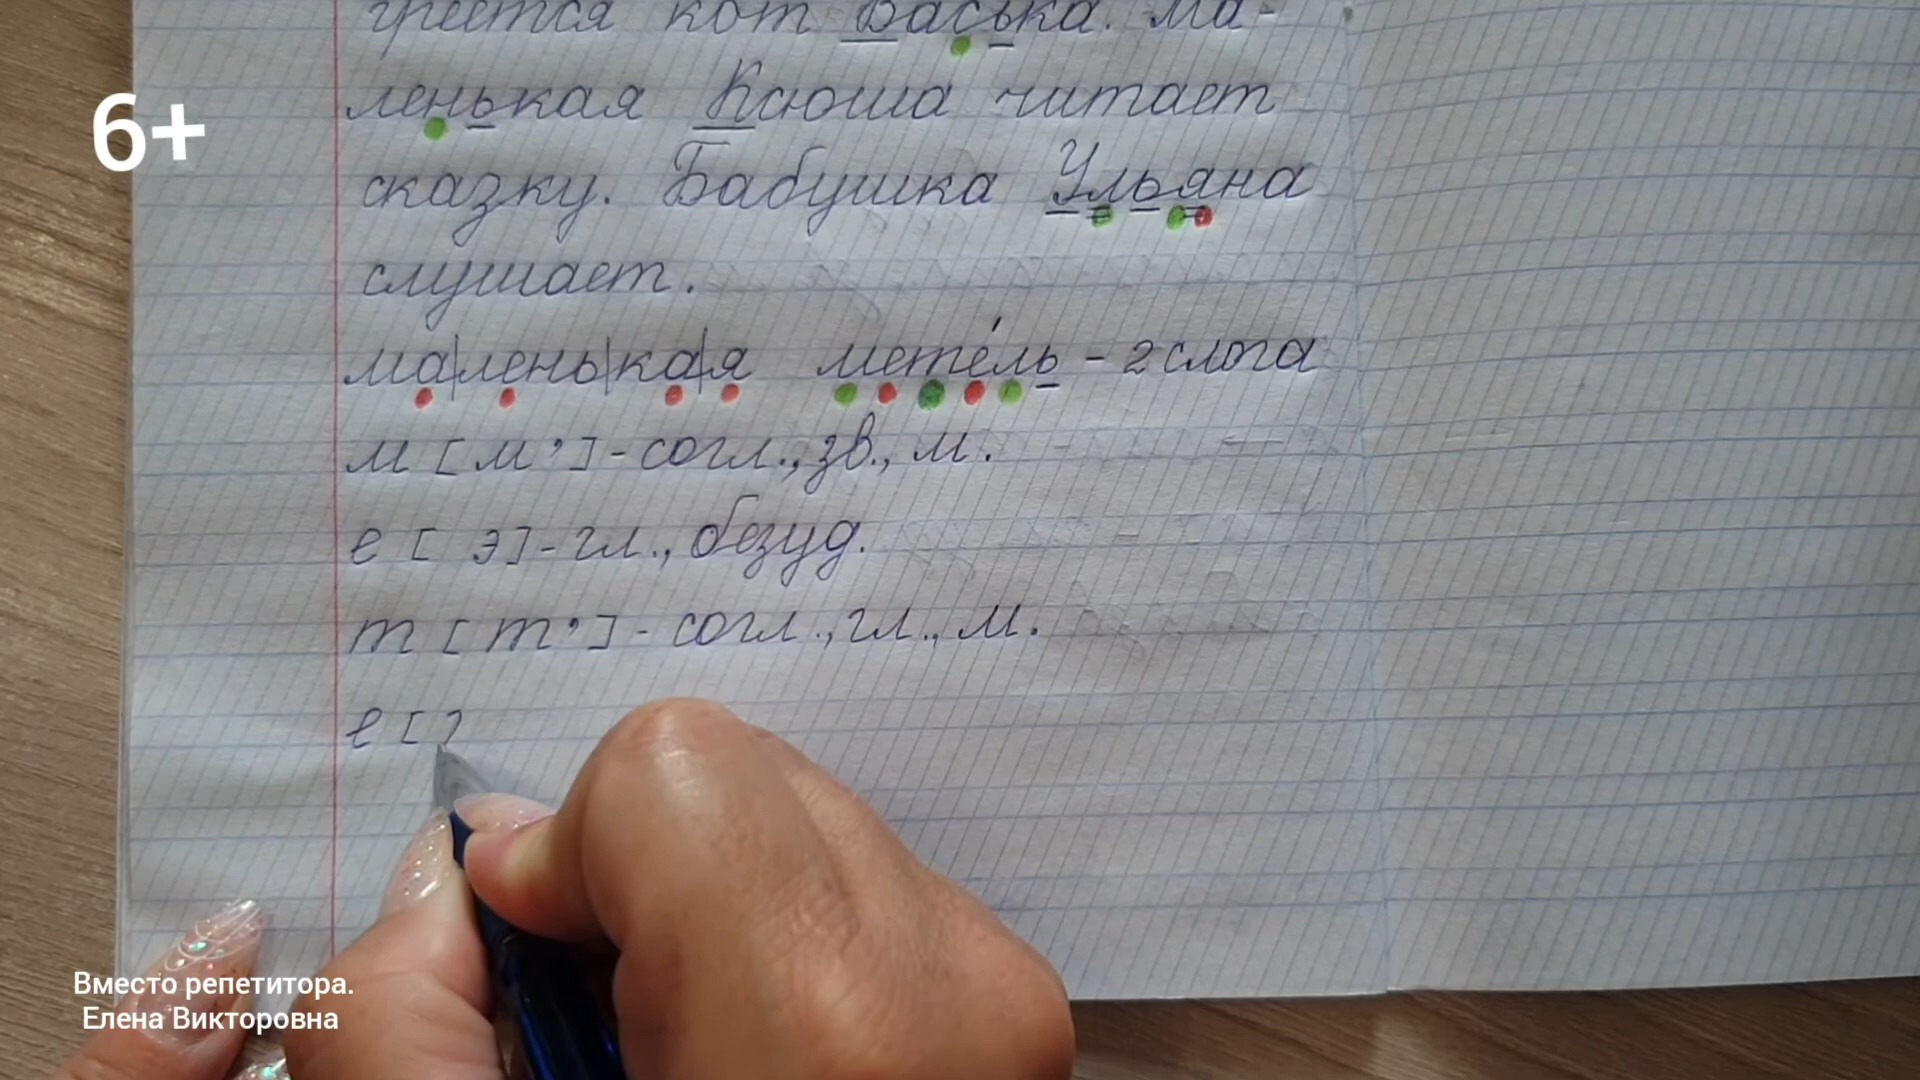 греется кот Васька. Ма-
ленькая Ксюша читает
сказку. Бабушка Ульяна
слушает.
ма|лень|ка|я метéль - 2 слога
м [м'] - согл., зв., м.
е [ э] - гл., безуд.
т [т'] - согл., гл., м.
е [
6+
Вместо репетитора.
Елена Викторовна